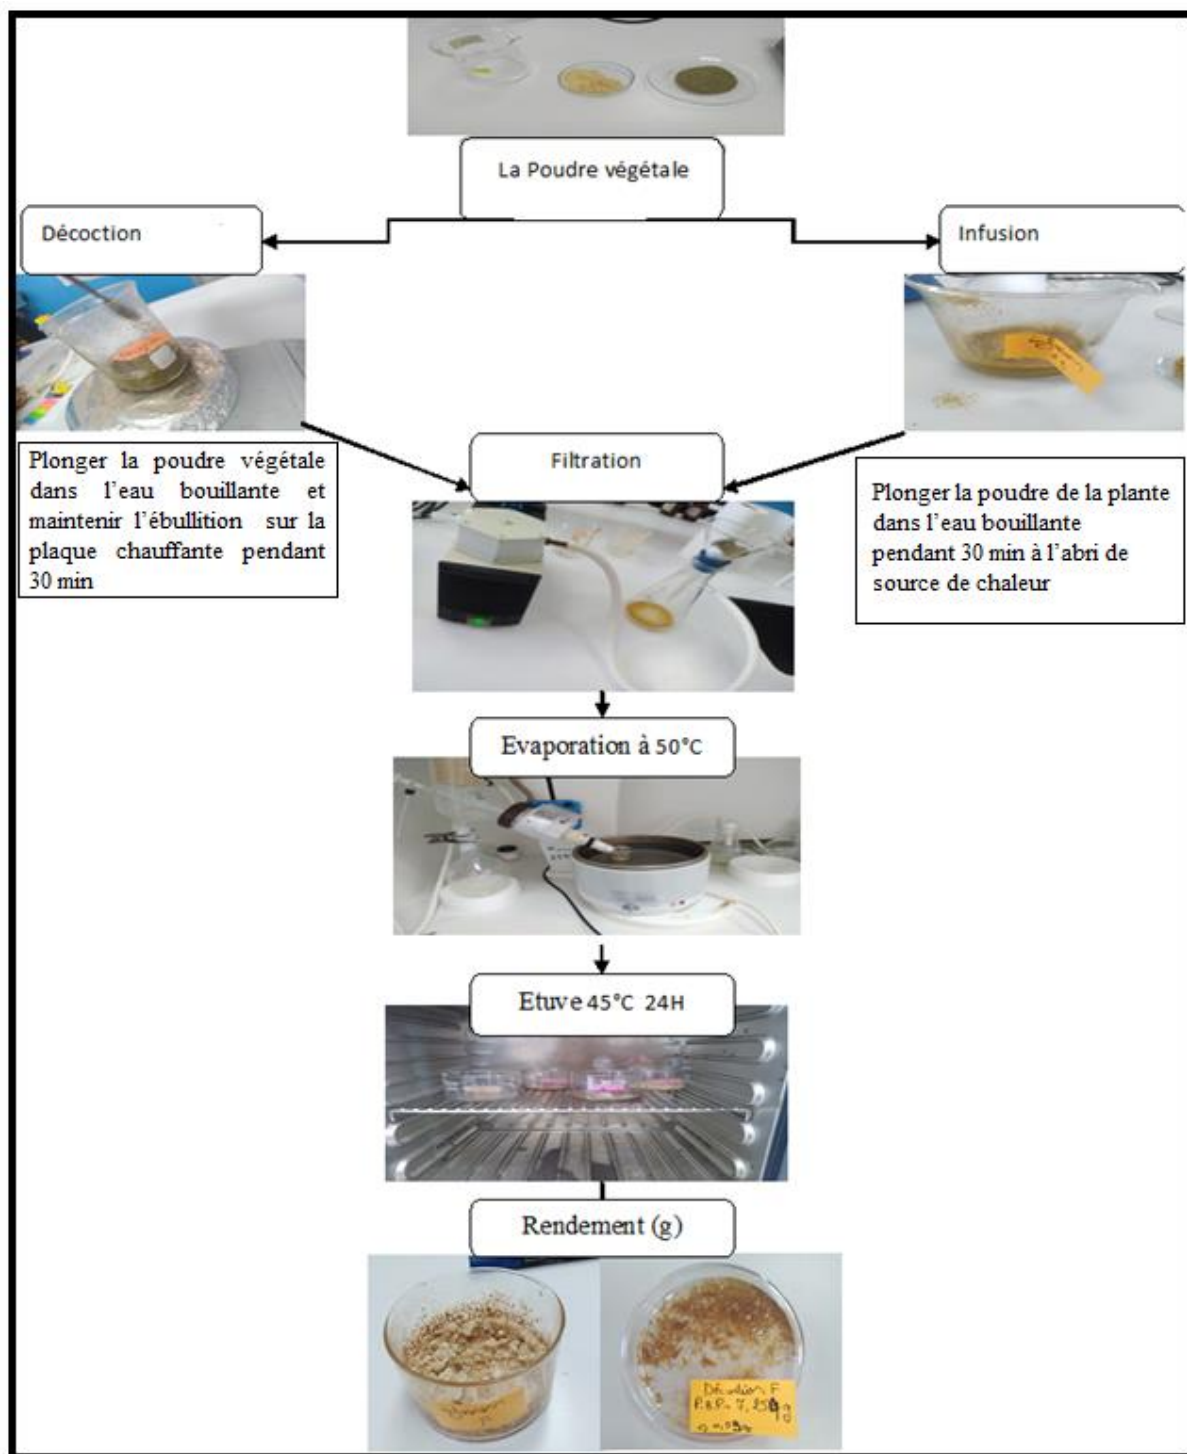 La Poudre végétale
Décoction
Infusion
Plonger la poudre végétale
dans l’eau bouillante et
maintenir l’ébullition sur la
plaque chauffante pendant
30 min
Filtration
Plonger la poudre de la plante
dans l’eau bouillante
pendant 30 min à l’abri de
source de chaleur
Evaporation à 50°C
Etuve 45°C 24H
Rendement (g)
Décoction F